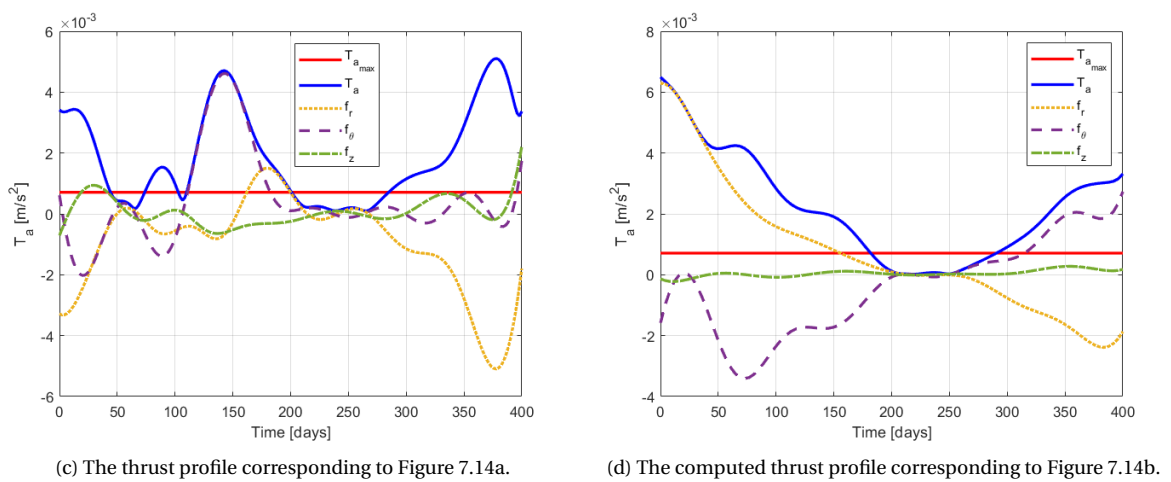 ×10⁻³
6
4
2
0
-2
-4
-6
T_a [m/s²]
0 50 100 150 200 250 300 350 400
Time [days]
T_a_max
T_a
f_r
f_θ
f_z
(c) The thrust profile corresponding to Figure 7.14a.
×10⁻³
8
6
4
2
0
-2
-4
T_a [m/s²]
0 50 100 150 200 250 300 350 400
Time [days]
T_a_max
T_a
f_r
f_θ
f_z
(d) The computed thrust profile corresponding to Figure 7.14b.